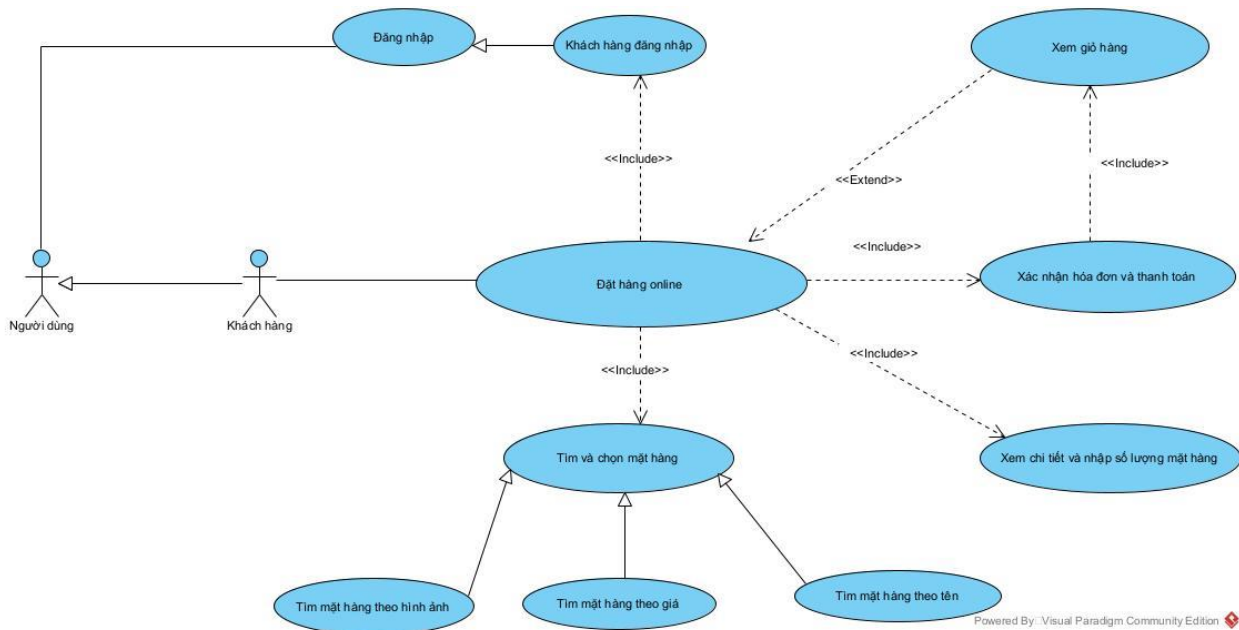 Đăng nhập
Khách hàng đăng nhập
Xem giỏ hàng
<<Include>>
<<Include>>
<<Extend>>
<<Include>>
Đặt hàng online
Xác nhận hóa đơn và thanh toán
Người dùng
Khách hàng
<<Include>>
<<Include>>
Tìm và chọn mặt hàng
Xem chi tiết và nhập số lượng mặt hàng
Tìm mặt hàng theo hình ảnh
Tìm mặt hàng theo giá
Tìm mặt hàng theo tên
Powered By Visual Paradigm Community Edition